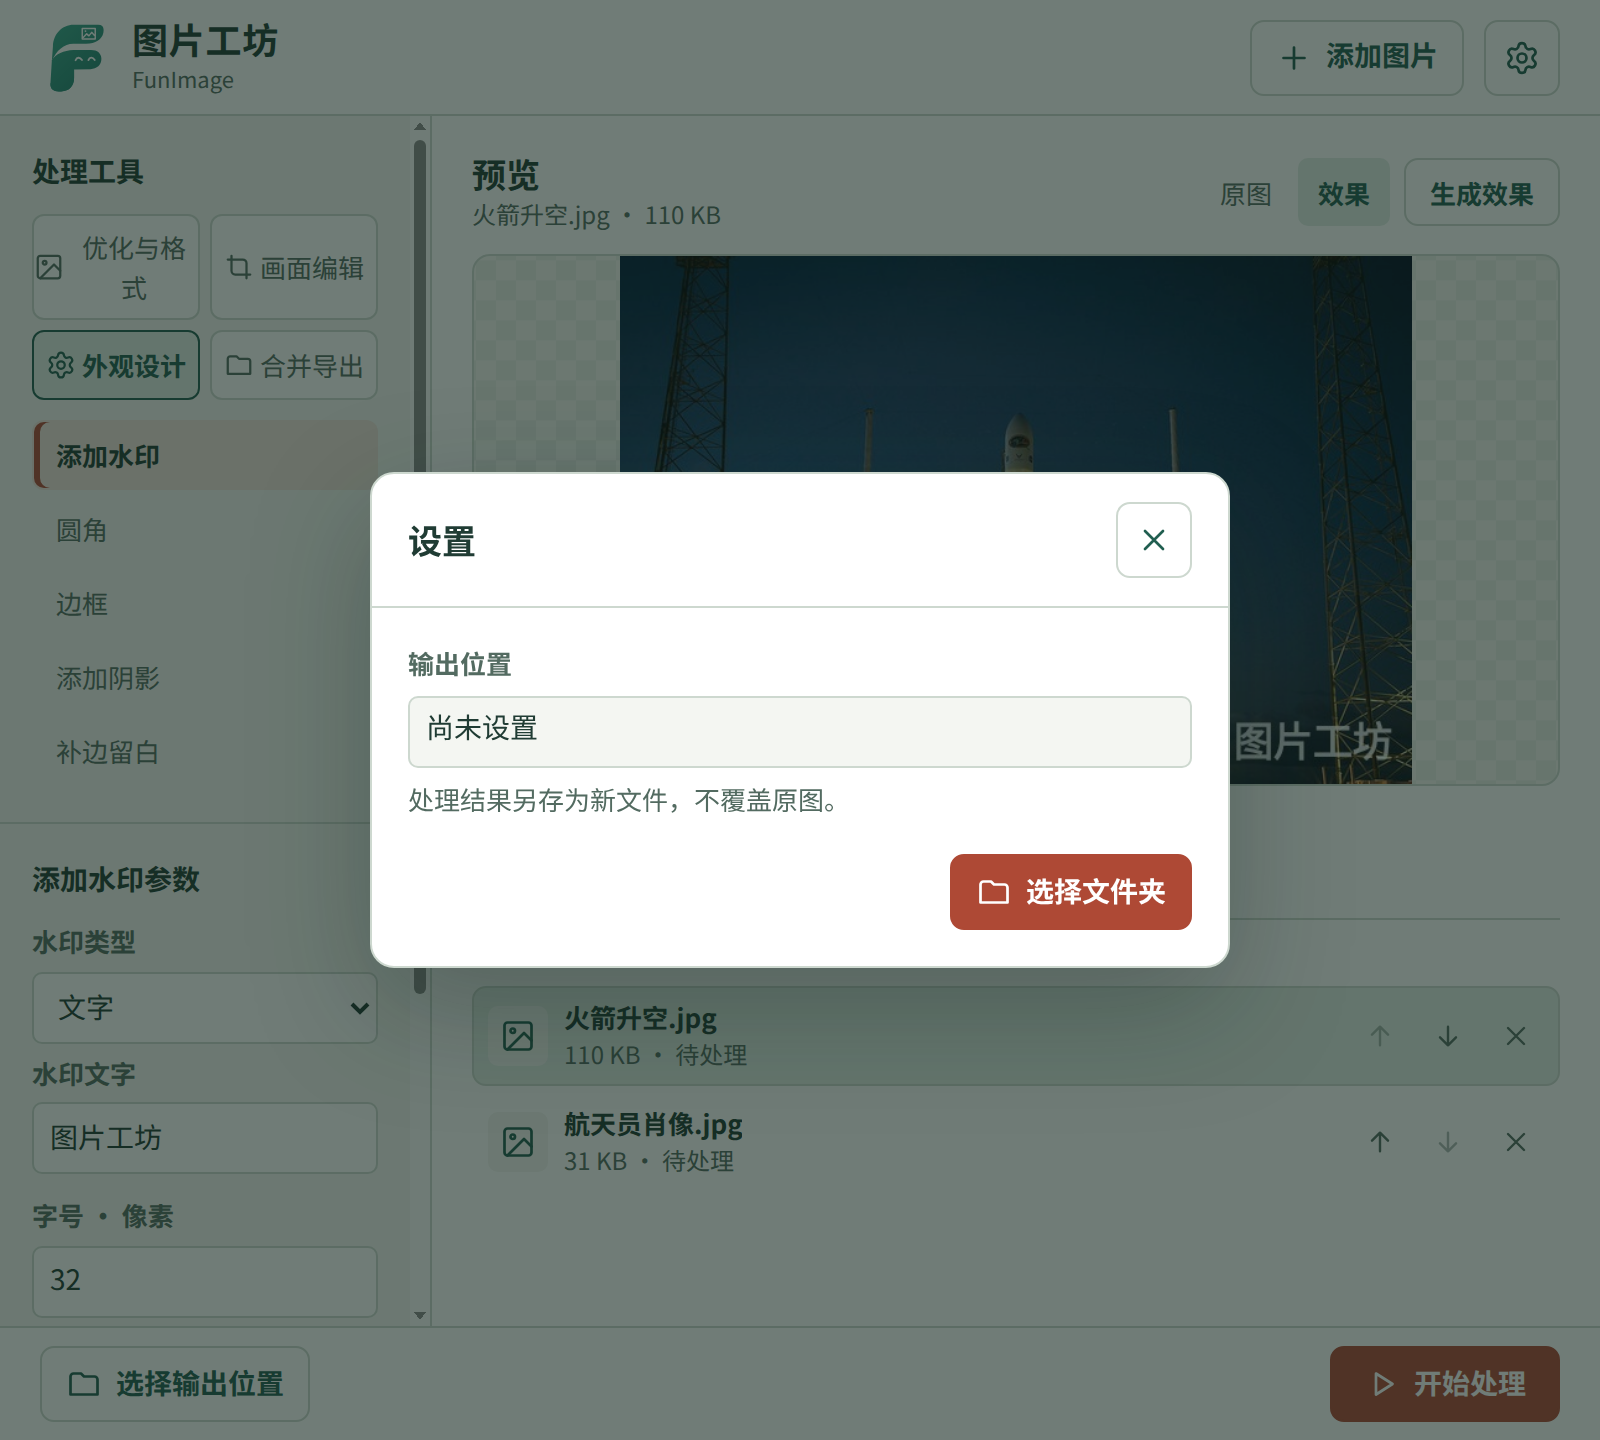 图片工坊
FunImage
添加图片
处理工具
优化与格
式
画面编辑
外观设计
合并导出
添加水印
圆角
边框
添加阴影
补边留白
添加水印参数
水印类型
文字
水印文字
图片工坊
字号 • 像素
32
预览
火箭升空.jpg • 110 KB
原图
效果
生成效果
图片工坊
设置
输出位置
尚未设置
处理结果另存为新文件，不覆盖原图。
选择文件夹
火箭升空.jpg
110 KB • 待处理
航天员肖像.jpg
31 KB • 待处理
选择输出位置
开始处理